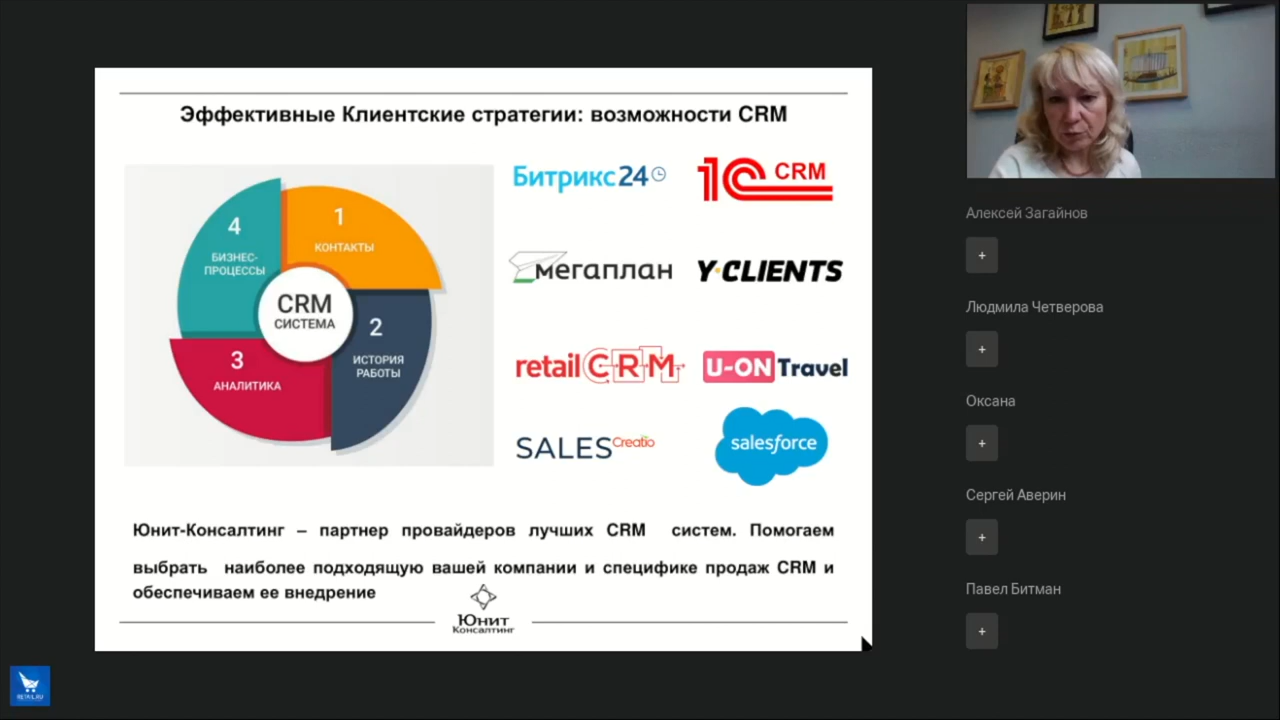 Эффективные Клиентские стратегии: возможности CRM
4
БИЗНЕС-
ПРОЦЕССЫ
1
КОНТАКТЫ
CRM
СИСТЕМА
2
ИСТОРИЯ
РАБОТЫ
3
АНАЛИТИКА
Битрикс24
1C CRM
мегаплан
Y·CLIENTS
retailCRM
U-ON Travel
SALES Creatio
salesforce
Юнит-Консалтинг – партнер провайдеров лучших CRM систем. Помогаем
выбрать наиболее подходящую вашей компании и специфике продаж CRM и
обеспечиваем ее внедрение
Юнит
Консалтинг
Алексей Загайнов
+
Людмила Четверова
+
Оксана
+
Сергей Аверин
+
Павел Битман
+
RETAIL.RU